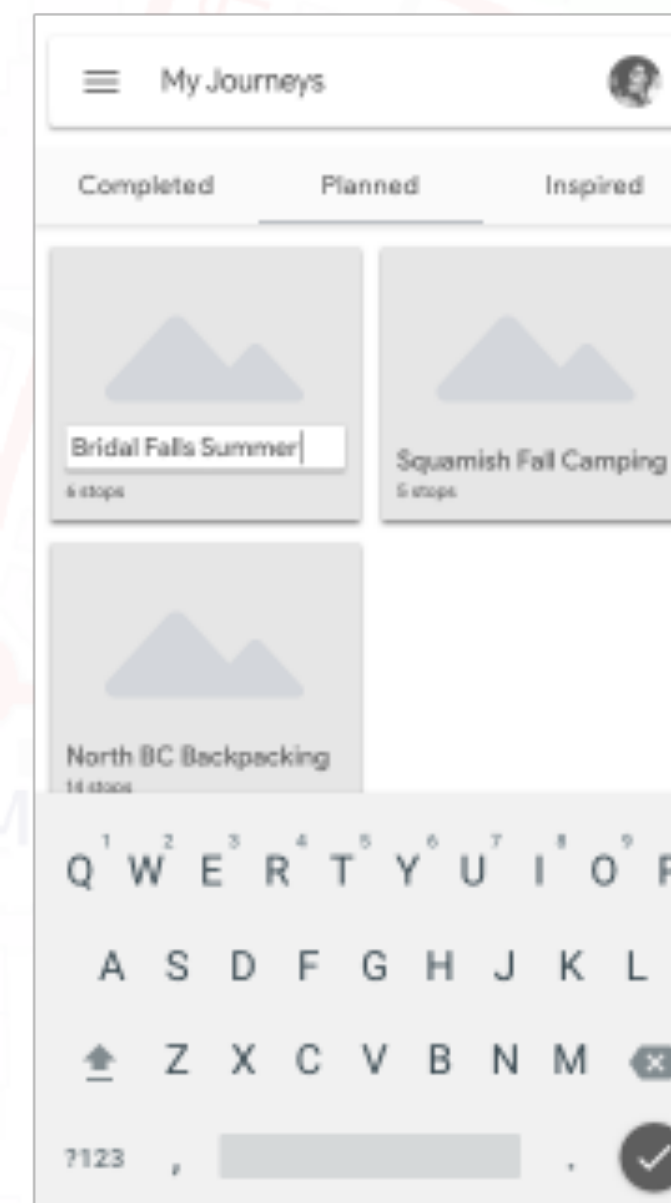 My Journeys
Completed Planned Inspired
Bridal Falls Summer
6 stops
Squamish Fall Camping
5 stops
North BC Backpacking
14 stops
1 2 3 4 5 6 7 8 9
Q W E R T Y U I O P
A S D F G H J K L
Z X C V B N M
?123 , .